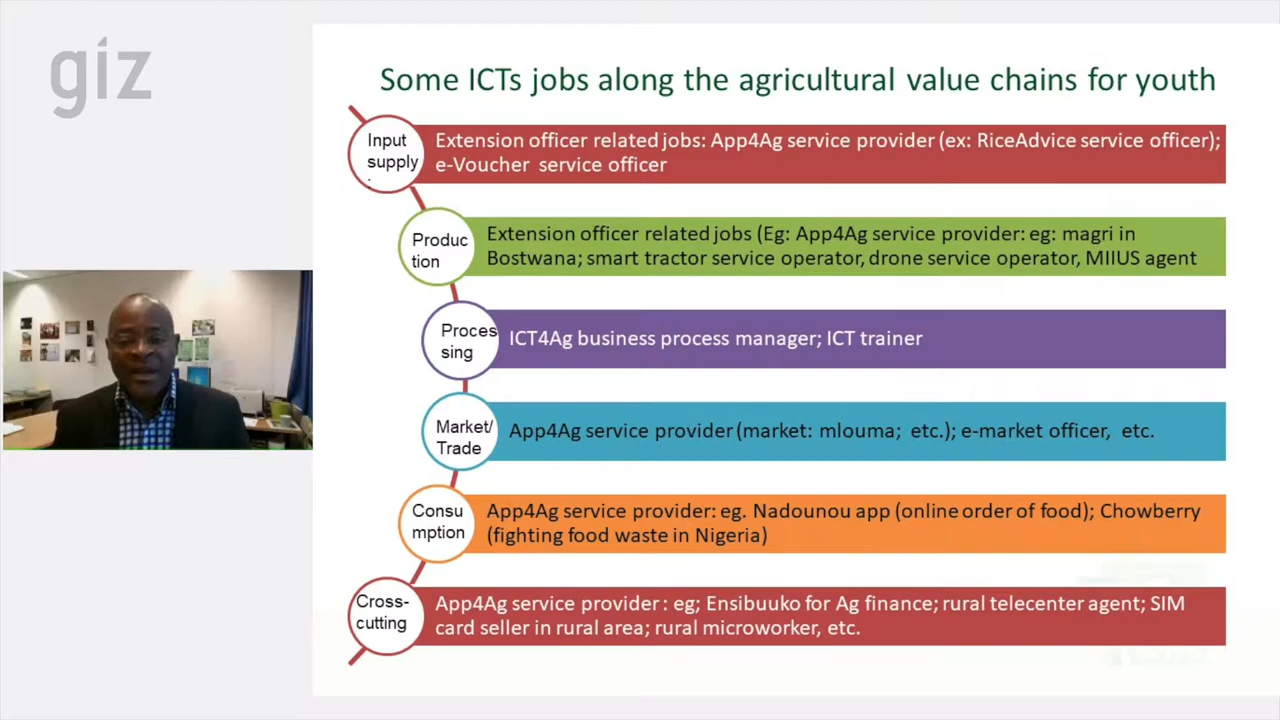 giz
Some ICTs jobs along the agricultural value chains for youth
Input
supply
.
Extension officer related jobs: App4Ag service provider (ex: RiceAdvice service officer);
e-Voucher service officer
Produc
tion
Extension officer related jobs (Eg: App4Ag service provider: eg: magri in
Bostwana; smart tractor service operator, drone service operator, MIIUS agent
Proces
sing
ICT4Ag business process manager; ICT trainer
Market/
Trade
App4Ag service provider (market: mlouma; etc.); e-market officer, etc.
Consu
mption
App4Ag service provider: eg. Nadounou app (online order of food); Chowberry
(fighting food waste in Nigeria)
Cross-
cutting
App4Ag service provider : eg; Ensibuuko for Ag finance; rural telecenter agent; SIM
card seller in rural area; rural microworker, etc.